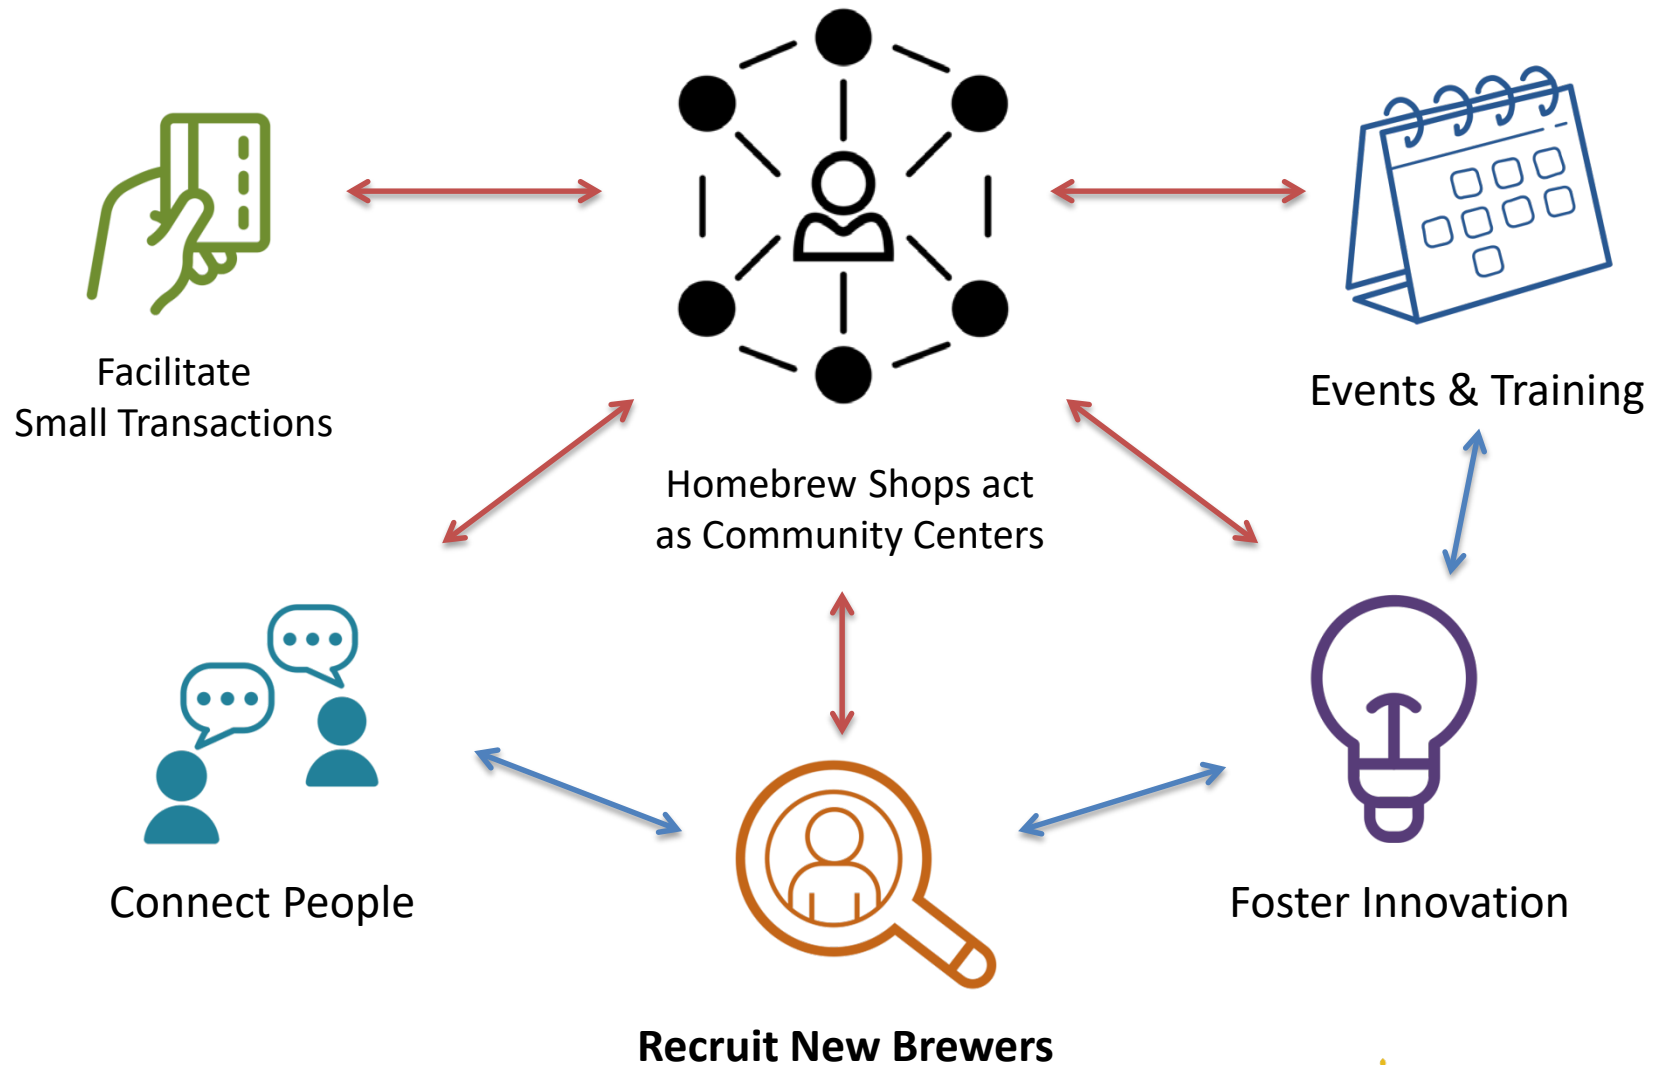 Facilitate
Small Transactions
Events & Training
Homebrew Shops act
as Community Centers
Connect People
Foster Innovation
Recruit New Brewers